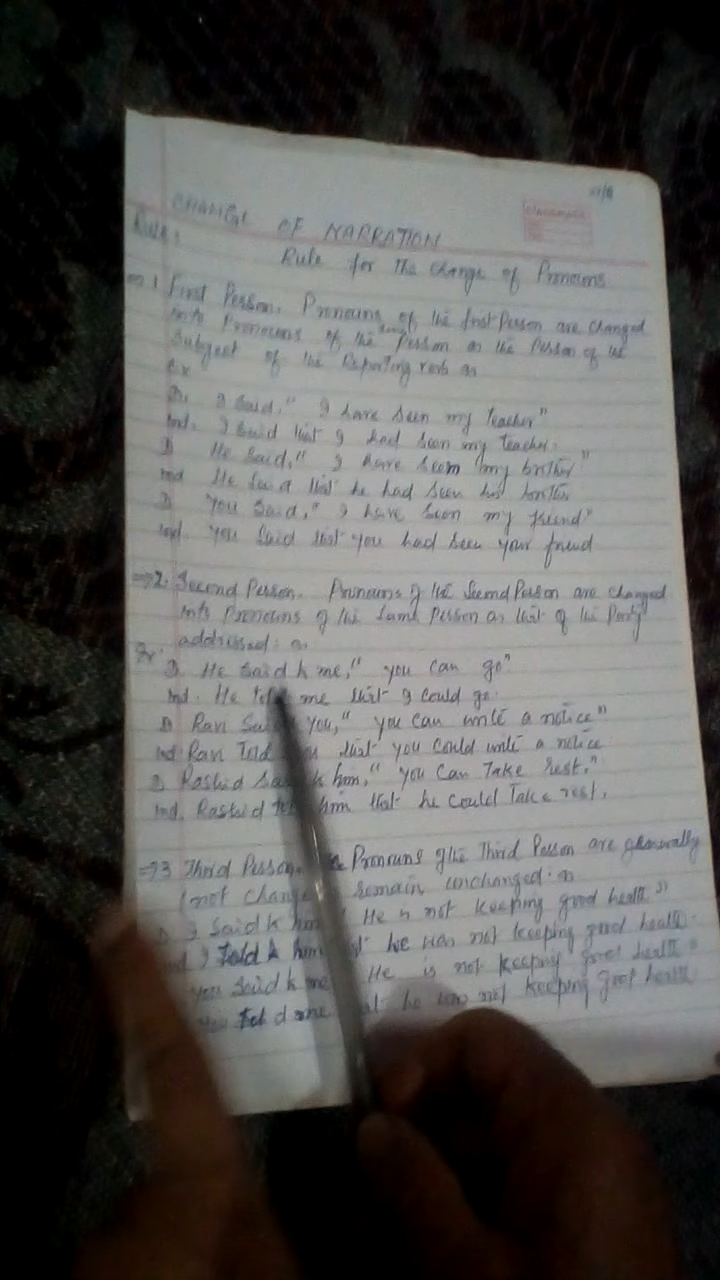 CHANGE OF NARRATION
Rule:
Rule for the change of Pronouns
1 First Person. Pronouns of the first Person are changed
into Pronouns of the same Person as the Person of the
Subject of the Reporting verb as
Ex
D. I said, "I have seen my teacher"
Ind. I said that I had seen my teacher.
D He said, "I have seen my brother"
Ind He said that he had seen his brother
D You said, "I have seen my friend"
Ind. You said that you had seen your friend
2. Second Person. Pronouns of the Second Person are changed
into Pronouns of the same Person as that of the Party
addressed: as
Ex.
D. He said to me, "you can go"
Ind. He told me that I could go.
D Ravi said you, "you can write a notice"
Ind Ravi Told that you could write a notice
D Rashid to him, "you Can Take rest."
Ind. Rashid him that he could Take rest.
3 Third Person. Pronouns of the Third Person are generally
(not change remain unchanged: as
D I said to him He is not keeping good health"
Ind I told him he was not keeping good health.
You said to me He is not keeping good health"
You told me he was not keeping good health